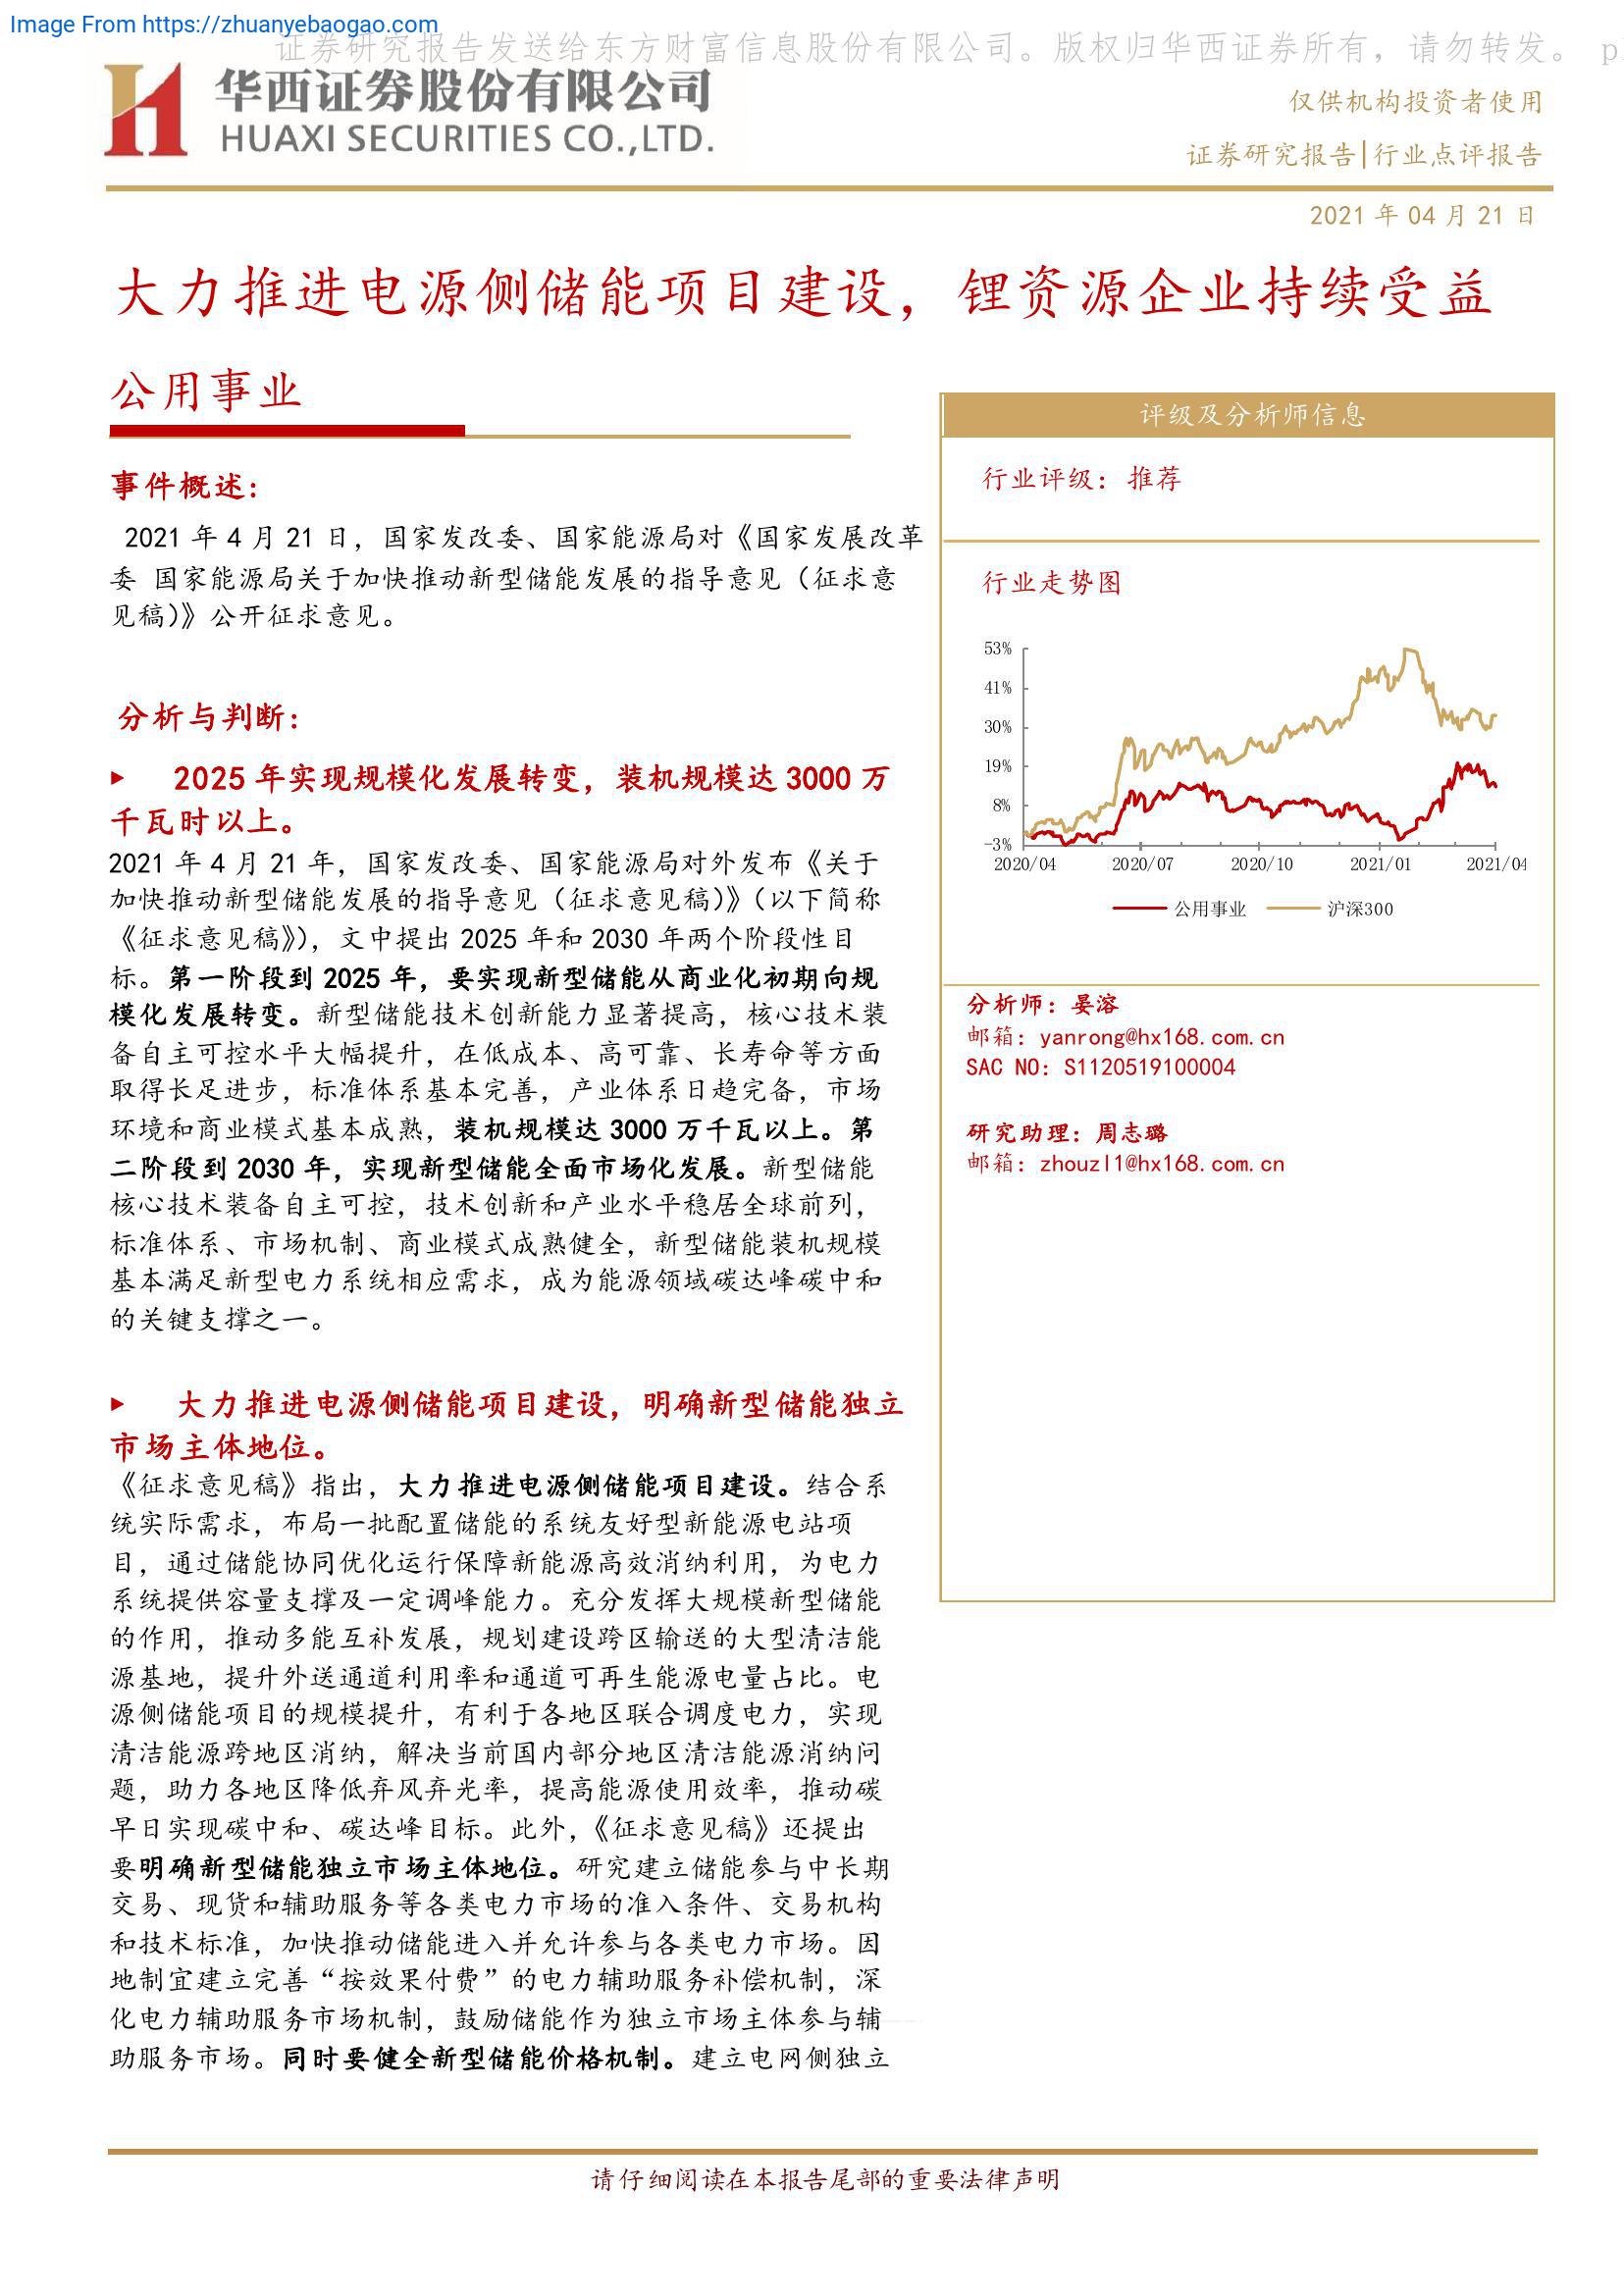 Image From https://zhuanyebaogao.com
证券研究报告发送给东方财富信息股份有限公司。版权归华西证券所有，请勿转发。 p
华西证券股份有限公司
HUAXI SECURITIES CO.,LTD.
仅供机构投资者使用
证券研究报告|行业点评报告
2021 年 04 月 21 日
大力推进电源侧储能项目建设，锂资源企业持续受益
公用事业
事件概述：
2021 年 4 月 21 日，国家发改委、国家能源局对《国家发展改革
委 国家能源局关于加快推动新型储能发展的指导意见（征求意
见稿）》公开征求意见。
分析与判断：
▶ 2025 年实现规模化发展转变，装机规模达 3000 万
千瓦时以上。
2021 年 4 月 21 年，国家发改委、国家能源局对外发布《关于
加快推动新型储能发展的指导意见（征求意见稿）》（以下简称
《征求意见稿》），文中提出 2025 年和 2030 年两个阶段性目
标。第一阶段到 2025 年，要实现新型储能从商业化初期向规
模化发展转变。新型储能技术创新能力显著提高，核心技术装
备自主可控水平大幅提升，在低成本、高可靠、长寿命等方面
取得长足进步，标准体系基本完善，产业体系日趋完备，市场
环境和商业模式基本成熟，装机规模达 3000 万千瓦以上。第
二阶段到 2030 年，实现新型储能全面市场化发展。新型储能
核心技术装备自主可控，技术创新和产业水平稳居全球前列，
标准体系、市场机制、商业模式成熟健全，新型储能装机规模
基本满足新型电力系统相应需求，成为能源领域碳达峰碳中和
的关键支撑之一。
▶ 大力推进电源侧储能项目建设，明确新型储能独立
市场主体地位。
《征求意见稿》指出，大力推进电源侧储能项目建设。结合系
统实际需求，布局一批配置储能的系统友好型新能源电站项
目，通过储能协同优化运行保障新能源高效消纳利用，为电力
系统提供容量支撑及一定调峰能力。充分发挥大规模新型储能
的作用，推动多能互补发展，规划建设跨区输送的大型清洁能
源基地，提升外送通道利用率和通道可再生能源电量占比。电
源侧储能项目的规模提升，有利于各地区联合调度电力，实现
清洁能源跨地区消纳，解决当前国内部分地区清洁能源消纳问
题，助力各地区降低弃风弃光率，提高能源使用效率，推动碳
早日实现碳中和、碳达峰目标。此外，《征求意见稿》还提出
要明确新型储能独立市场主体地位。研究建立储能参与中长期
交易、现货和辅助服务等各类电力市场的准入条件、交易机构
和技术标准，加快推动储能进入并允许参与各类电力市场。因
地制宜建立完善“按效果付费”的电力辅助服务补偿机制，深
化电力辅助服务市场机制，鼓励储能作为独立市场主体参与辅
助服务市场。同时要健全新型储能价格机制。建立电网侧独立
评级及分析师信息
行业评级：推荐
行业走势图
53%
41%
30%
19%
8%
-3%
2020/04 2020/07 2020/10 2021/01 2021/04
公用事业 沪深300
分析师：晏溶
邮箱：yanrong@hx168.com.cn
SAC NO：S1120519100004
研究助理：周志璐
邮箱：zhouzl1@hx168.com.cn
请仔细阅读在本报告尾部的重要法律声明